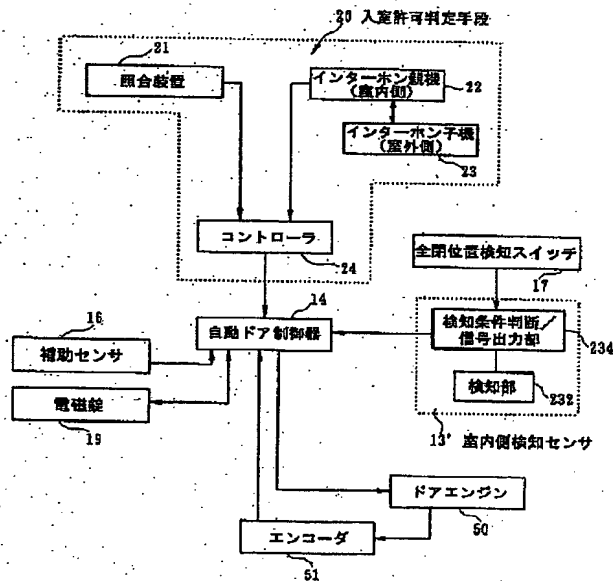 20 入室許可判定手段
21
照合装置
インターホン親機
(室内側)
22
インターホン子機
(室外側)
23
コントローラ
24
全閉位置検知スイッチ
17
14
自動ドア制御器
検知条件判断/
信号出力部
234
検知部
232
13' 室内側検知センサ
16
補助センサ
電磁錠
19
ドアエンジン
50
エンコーダ
51